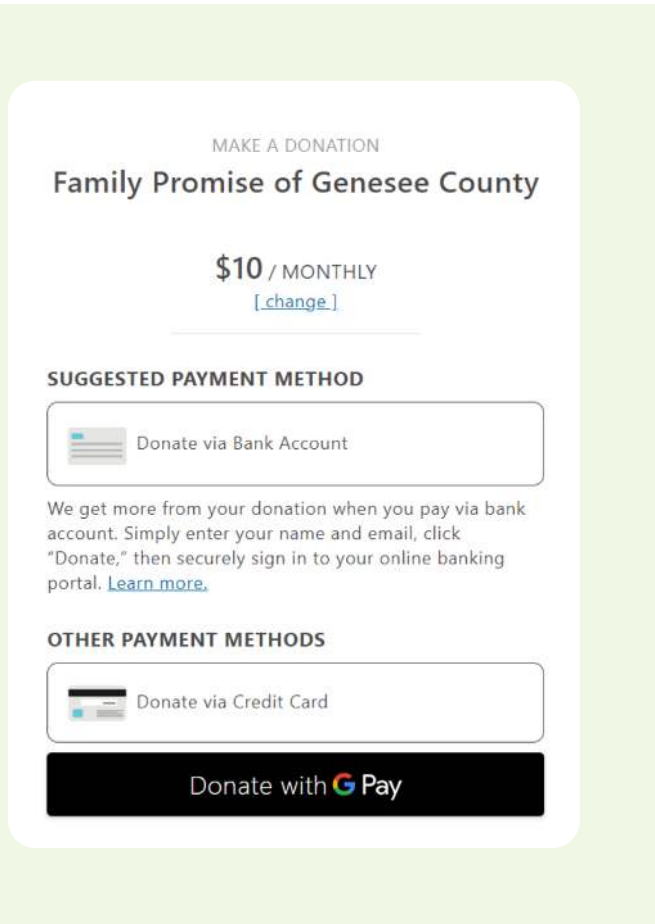 MAKE A DONATION
Family Promise of Genesee County
$10 / MONTHLY
[ change ]
SUGGESTED PAYMENT METHOD
Donate via Bank Account
We get more from your donation when you pay via bank
account. Simply enter your name and email, click
"Donate," then securely sign in to your online banking
portal. Learn more.
OTHER PAYMENT METHODS
Donate via Credit Card
Donate with G Pay